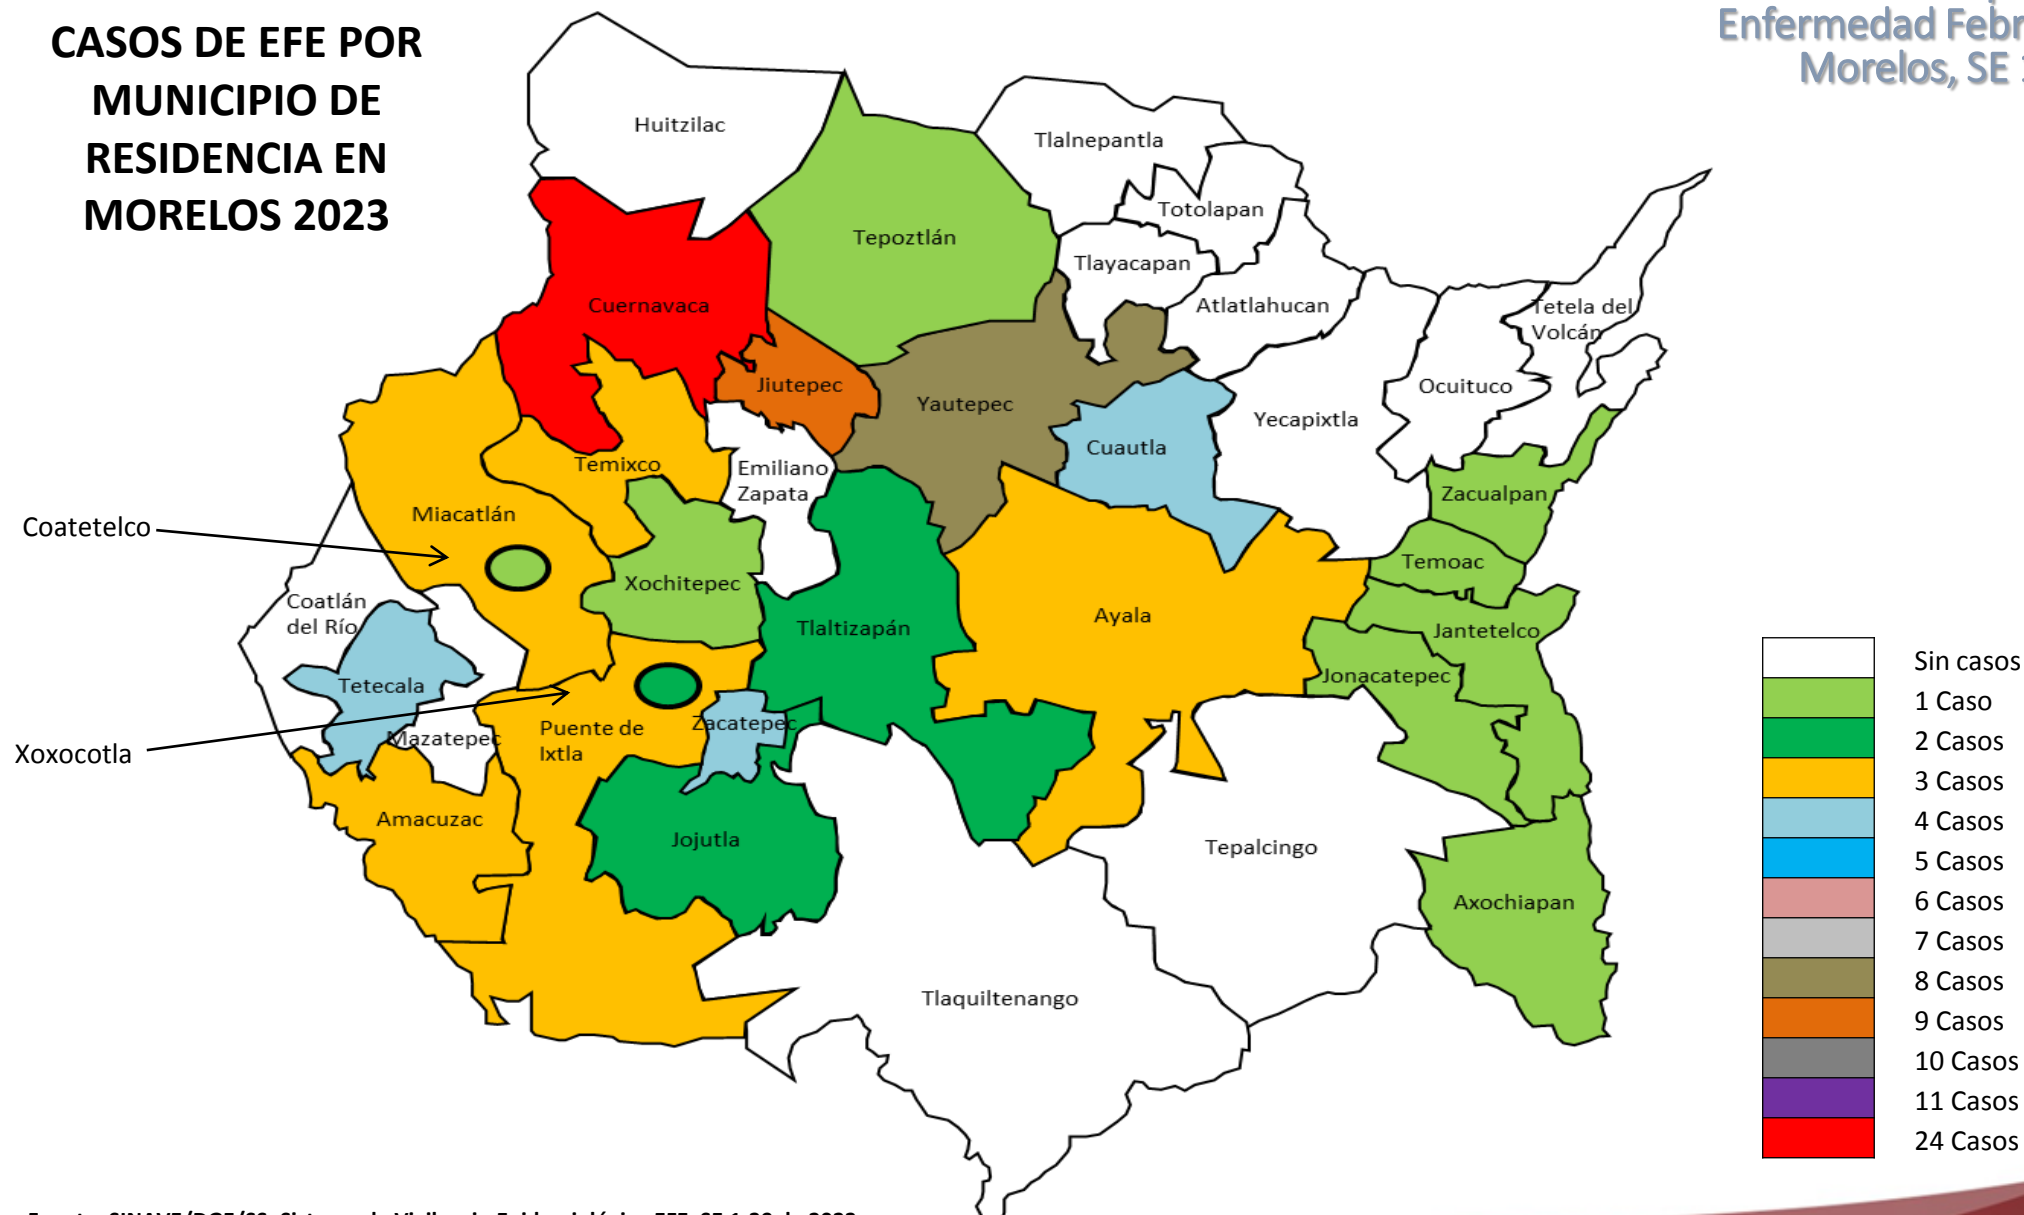 CASOS DE EFE POR
MUNICIPIO DE
RESIDENCIA EN
MORELOS 2023
Enfermedad
Morelos, SE
Huitzilac
Tlalnepantla
Totolapan
Tepoztlán
Tlayacapan
Atlatlahucan
Cuernavaca
Tetela del
Volcán
Jiutepec
Yautepec
Ocuituco
Yecapixtla
Cuautla
Temixco
Emiliano
Zapata
Zacualpan
Miacatlán
Coatetelco
Temoac
Xochitepec
Coatlán
del Río
Ayala
Tlaltizapán
Jantetelco
Jonacatepec
Tetecala
Zacatepec
Puente de
Ixtla
Mazatepec
Xoxocotla
Amacuzac
Jojutla
Tepalcingo
Axochiapan
Tlaquiltenango
Sin casos
1 Caso
2 Casos
3 Casos
4 Casos
5 Casos
6 Casos
7 Casos
8 Casos
9 Casos
10 Casos
11 Casos
24 Casos